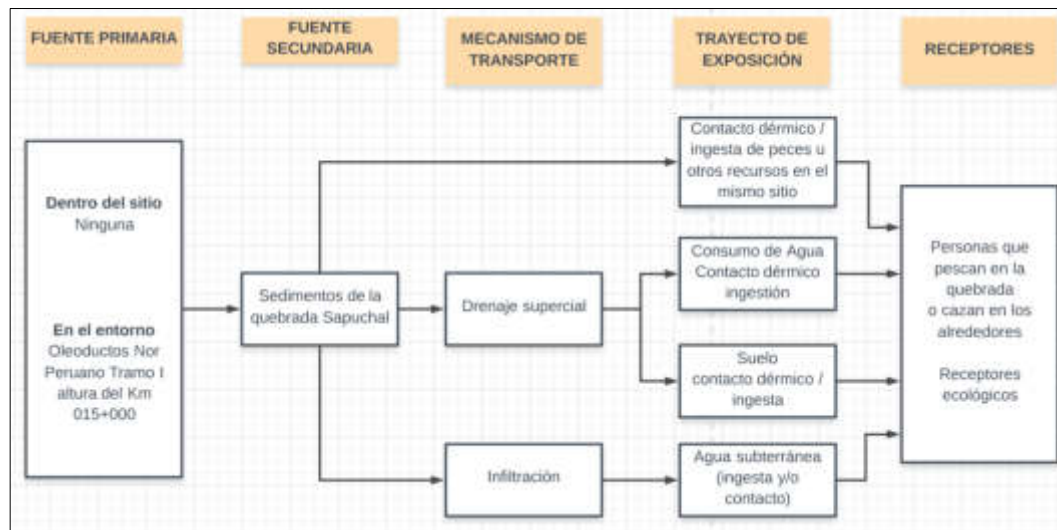 FUENTE PRIMARIA
FUENTE
SECUNDARIA
MECANISMO DE
TRANSPORTE
TRAYECTO DE
EXPOSICIÓN
RECEPTORES
Dentro del sitio
Ninguna
En el entorno
Oleoductos Nor
Peruano Tramo I
altura del Km
015+000
Sedimentos de la
quebrada Sapuchal
Drenaje supercial
Infiltración
Contacto dérmico /
ingesta de peces u
otros recursos en el
mismo sitio
Consumo de Agua
Contacto dérmico
ingestión
Suelo
contacto dérmico /
ingesta
Agua subterránea
(ingesta y/o
contacto)
Personas que
pescan en la
quebrada
o cazan en los
alrededores
Receptores
ecológicos